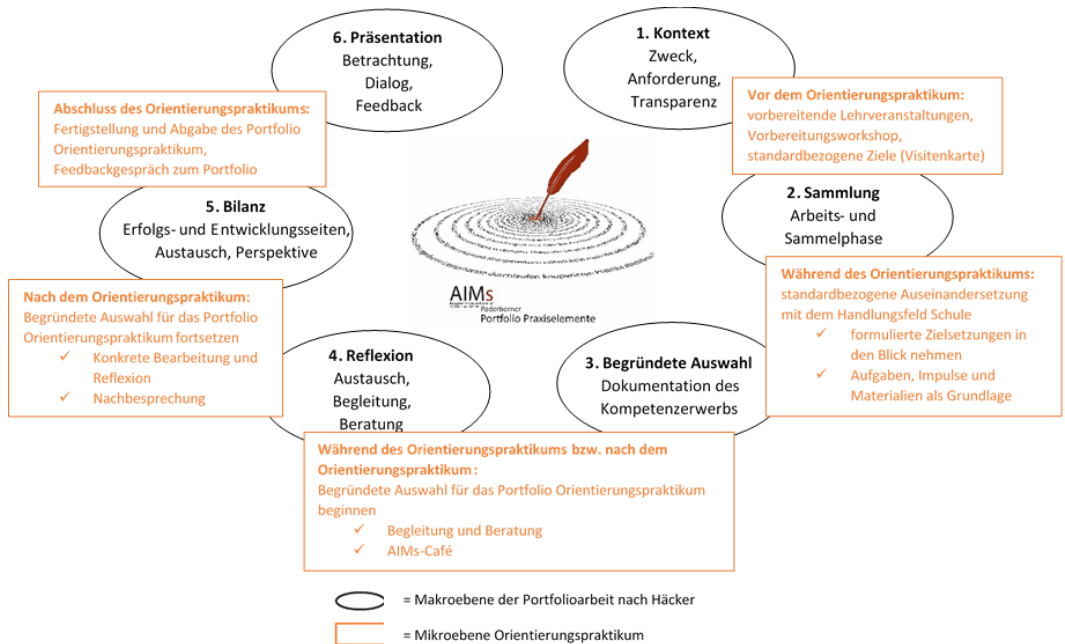 6. Präsentation
Betrachtung,
Dialog,
Feedback
1. Kontext
Zweck,
Anforderung,
Transparenz
Abschluss des Orientierungspraktikums:
Fertigstellung und Abgabe des Portfolio
Orientierungspraktikum,
Feedbackgespräch zum Portfolio
Vor dem Orientierungspraktikum:
vorbereitende Lehrveranstaltungen,
Vorbereitungsworkshop,
standardbezogene Ziele (Visitenkarte)
5. Bilanz
Erfolgs- und Entwicklungsseiten,
Austausch, Perspektive
2. Sammlung
Arbeits- und
Sammelphase
AIMs
Paderborner
Portfolio Praxiselemente
Nach dem Orientierungspraktikum:
Begründete Auswahl für das Portfolio
Orientierungspraktikum fortsetzen
✓ Konkrete Bearbeitung und
Reflexion
✓ Nachbesprechung
Während des Orientierungspraktikums:
standardbezogene Auseinandersetzung
mit dem Handlungsfeld Schule
✓ formulierte Zielsetzungen in
den Blick nehmen
✓ Aufgaben, Impulse und
Materialien als Grundlage
4. Reflexion
Austausch,
Begleitung,
Beratung
3. Begründete Auswahl
Dokumentation des
Kompetenzerwerbs
Während des Orientierungspraktikums bzw. nach dem
Orientierungspraktikum:
Begründete Auswahl für das Portfolio Orientierungspraktikum
beginnen
✓ Begleitung und Beratung
✓ AIMs-Café
= Makroebene der Portfolioarbeit nach Häcker
= Mikroebene Orientierungspraktikum